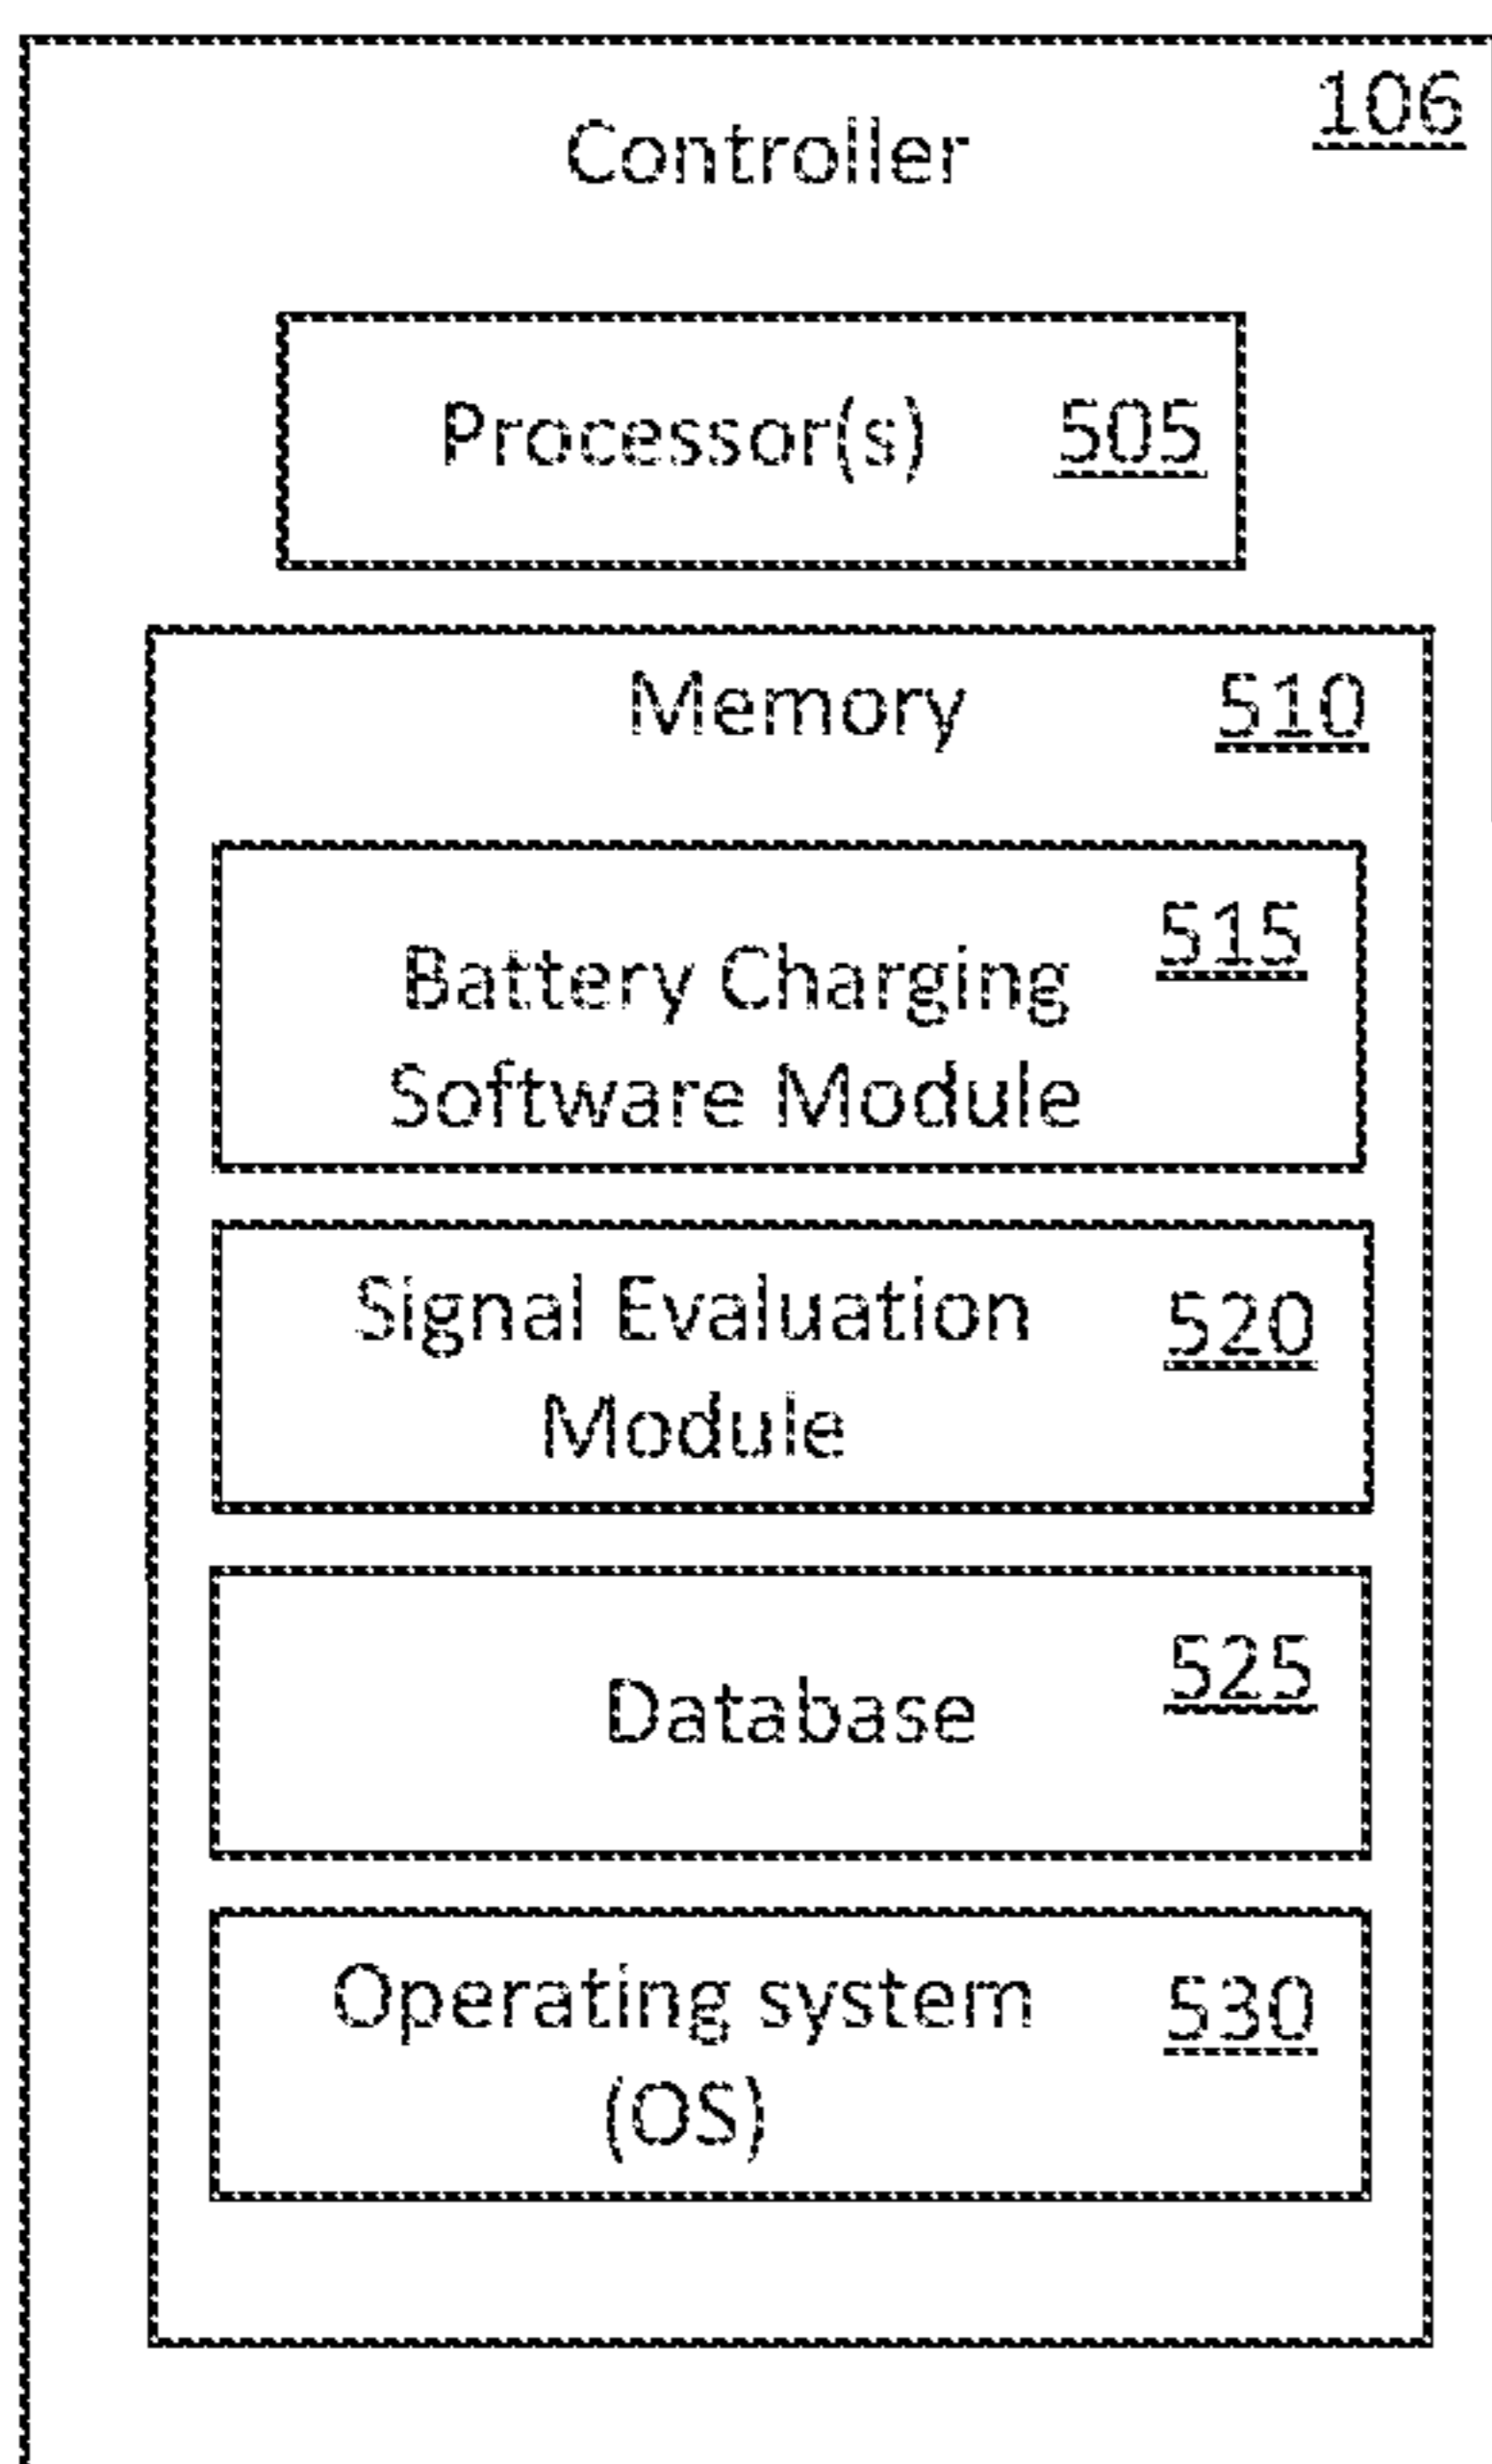 106
Controller
Processor(s) 505
Memory 510
515
Battery Charging
Software Module
Signal Evaluation 520
Module
525
Database
Operating system 530
(OS)